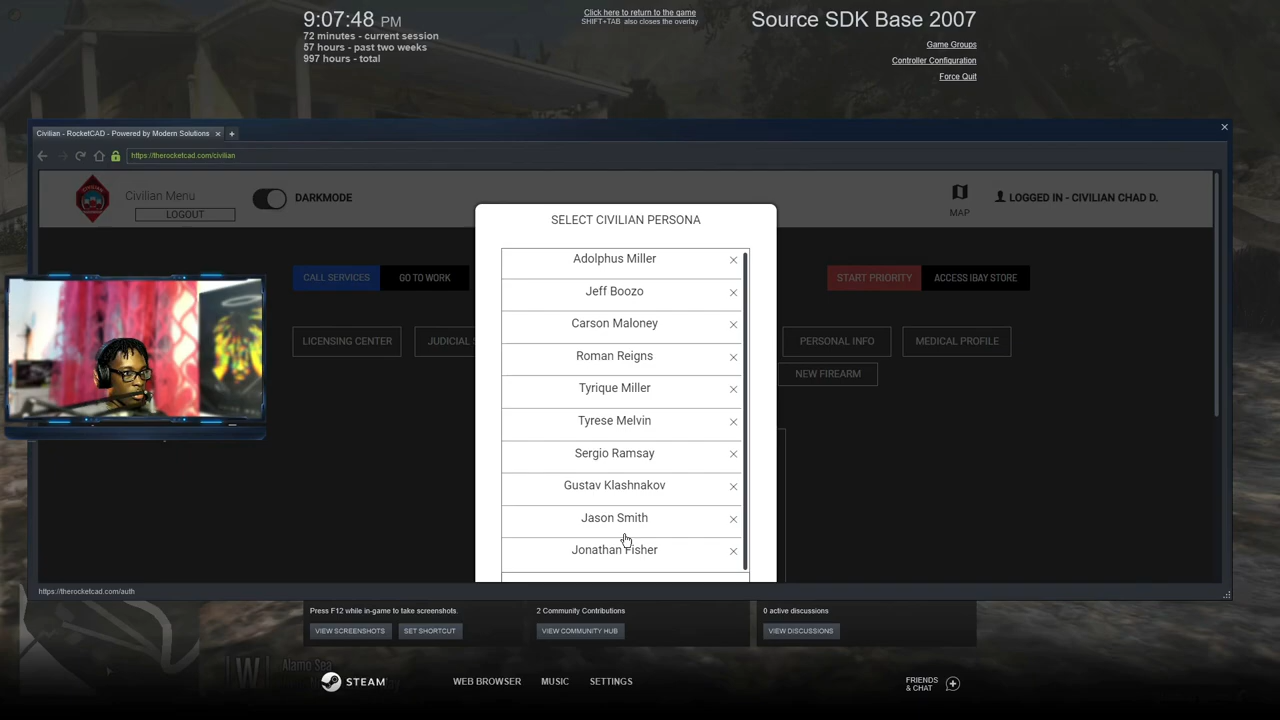 9:07:48 PM
72 minutes - current session
57 hours - past two weeks
997 hours - total
Click here to return to the game
SHIFT+TAB also closes the overlay
Source SDK Base 2007
Game Groups
Controller Configuration
Force Quit
Civilian - RocketCAD - Powered by Modern Solutions
https://therocketcad.com/civilian
Civilian Menu
LOGOUT
DARKMODE
MAP
LOGGED IN - CIVILIAN CHAD D.
SELECT CIVILIAN PERSONA
Adolphus Miller
Jeff Boozo
Carson Maloney
Roman Reigns
Tyrique Miller
Tyrese Melvin
Sergio Ramsay
Gustav Klashnakov
Jason Smith
Jonathan Fisher
CALL SERVICES
GO TO WORK
START PRIORITY
ACCESS IBAY STORE
LICENSING CENTER
JUDICIAL
PERSONAL INFO
MEDICAL PROFILE
NEW FIREARM
https://therocketcad.com/auth
Press F12 while in-game to take screenshots.
2 Community Contributions
0 active discussions
VIEW SCREENSHOTS
SET SHORTCUT
VIEW COMMUNITY HUB
VIEW DISCUSSIONS
W
Alamo Sea
STEAM
WEB BROWSER
MUSIC
SETTINGS
FRIENDS
& CHAT